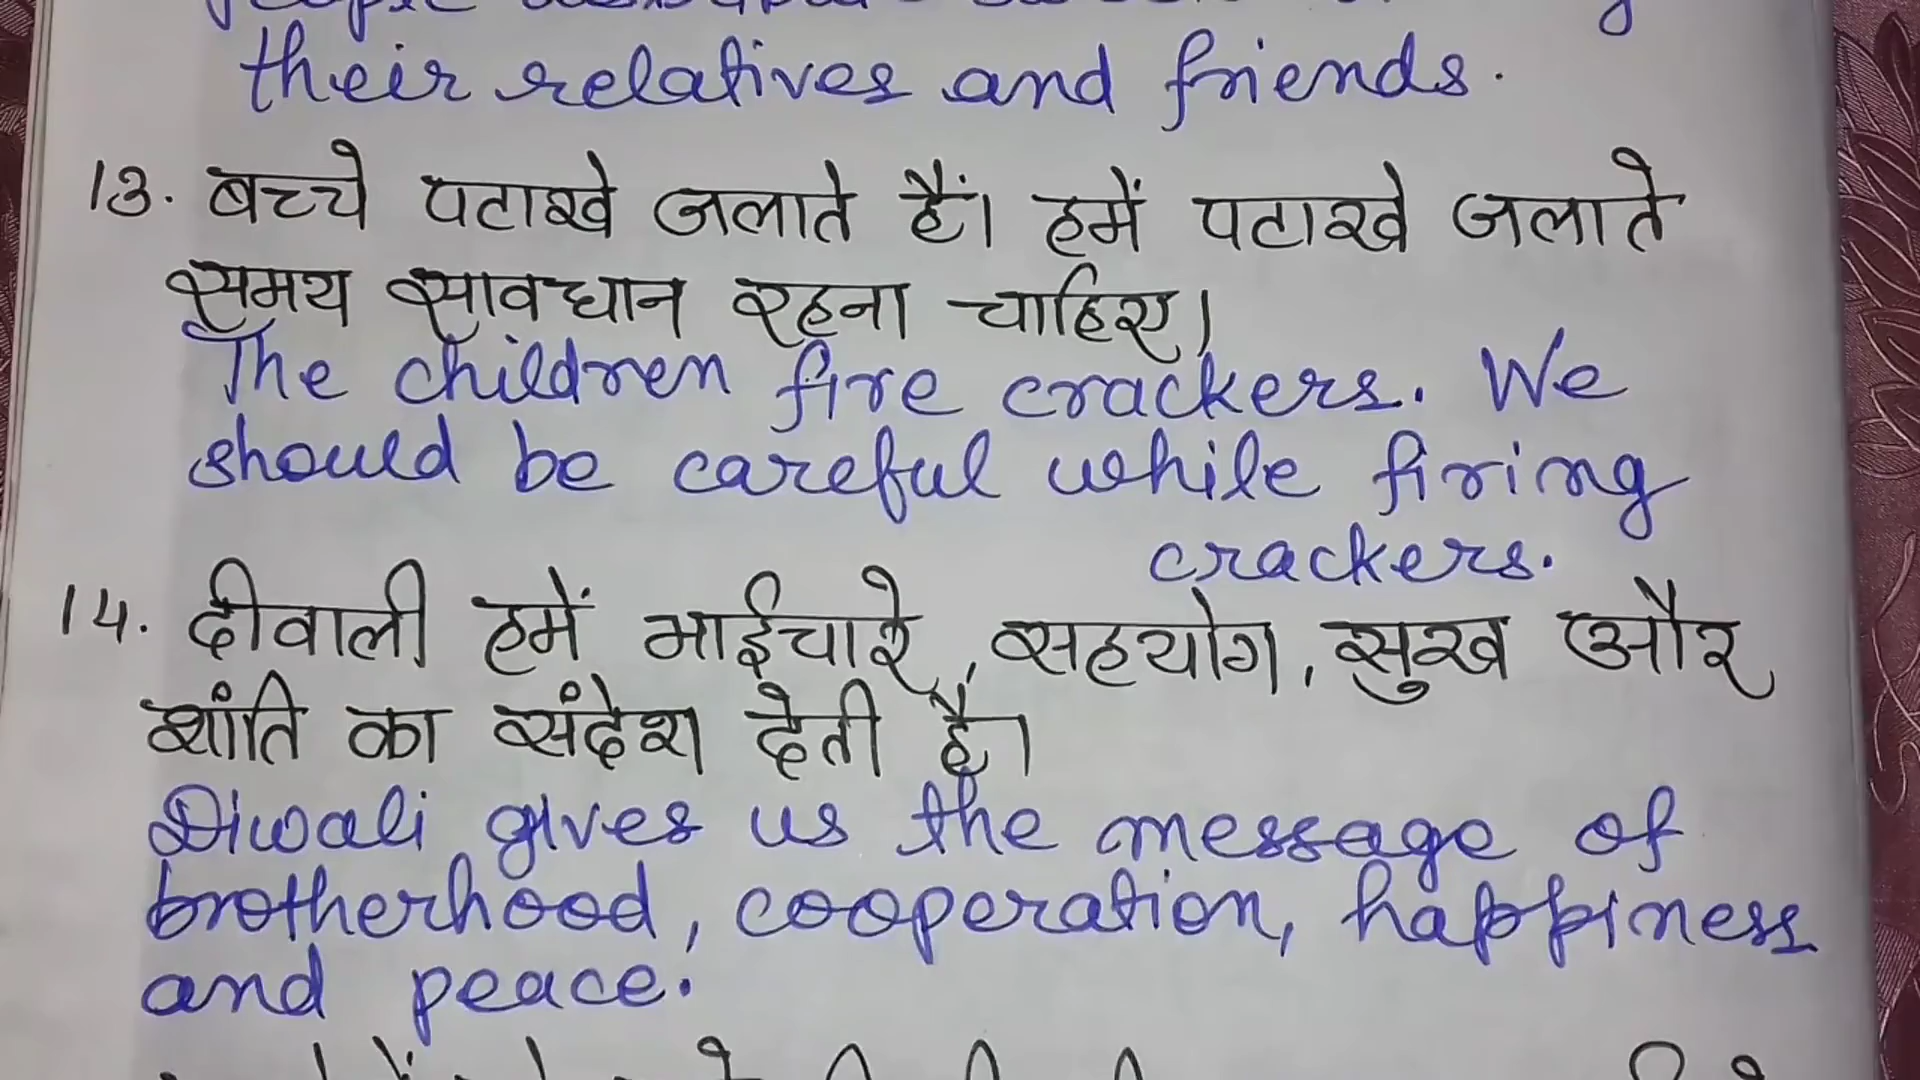 their relatives and friends.
13. बच्चे पटाखे जलाते हैं। हमें पटाखे जलाते
समय सावधान रहना चाहिए।
The children fire crackers. We
should be careful while firing
crackers.
14. दीवाली हमें भाईचारे, सहयोग, सुख और
शांति का संदेश देती है।
Diwali gives us the message of
brotherhood, cooperation, happiness
and peace.